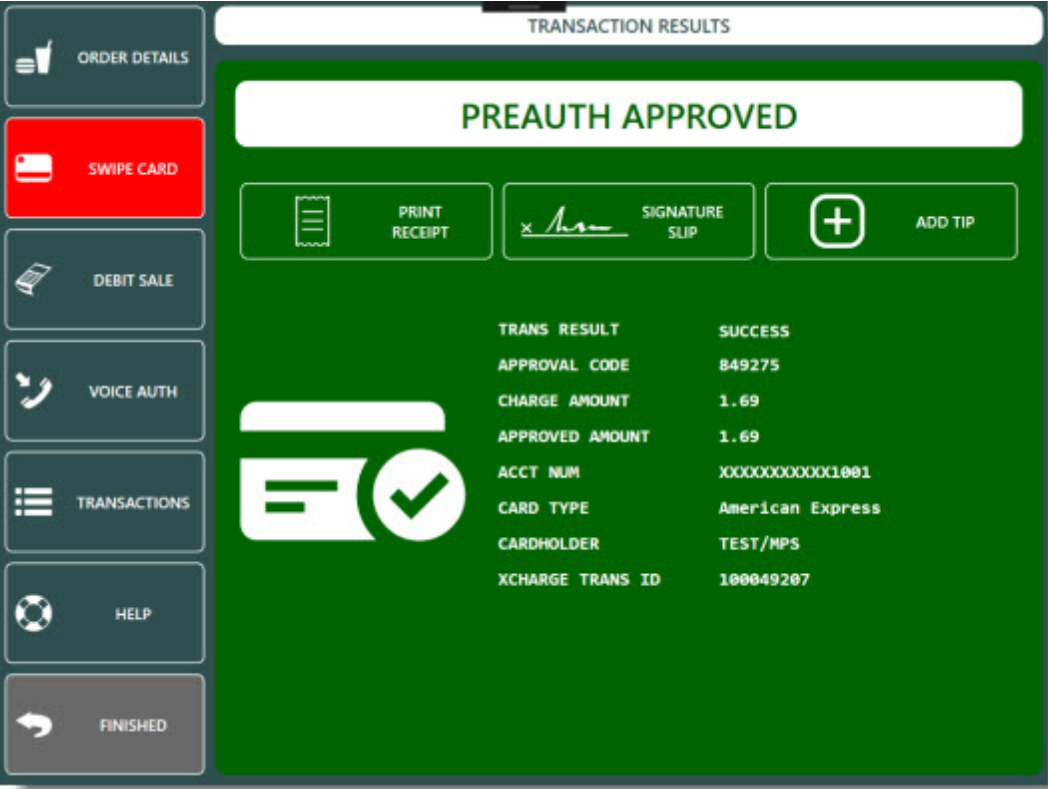 TRANSACTION RESULTS
ORDER DETAILS
SWIPE CARD
DEBIT SALE
VOICE AUTH
TRANSACTIONS
HELP
FINISHED
PREAUTH APPROVED
PRINT
RECEIPT
x
SIGNATURE
SLIP
ADD TIP
TRANS RESULT SUCCESS
APPROVAL CODE 849275
CHARGE AMOUNT 1.69
APPROVED AMOUNT 1.69
ACCT NUM XXXXXXXXXXX1001
CARD TYPE American Express
CARDHOLDER TEST/MPS
XCHARGE TRANS ID 100049207